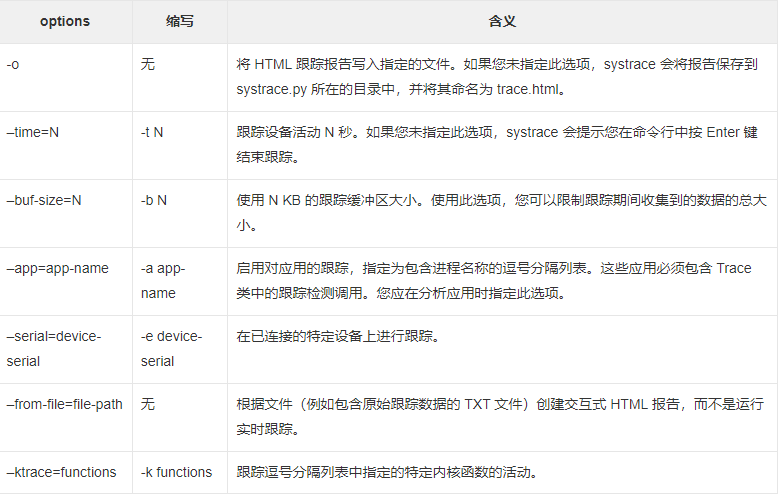 options 缩写 含义
-o 无 将 HTML 跟踪报告写入指定的文件。如果您未指定此选项，systrace 会将报告保存到
systrace.py 所在的目录中，并将其命名为 trace.html。
–time=N -t N 跟踪设备活动 N 秒。如果您未指定此选项，systrace 会提示您在命令行中按 Enter 键
结束跟踪。
–buf-size=N -b N 使用 N KB 的跟踪缓冲区大小。使用此选项，您可以限制跟踪期间收集到的数据的总大
小。
–app=app-name -a app-
name
启用对应用的跟踪，指定为包含进程名称的逗号分隔列表。这些应用必须包含 Trace
类中的跟踪检测调用。您应在分析应用时指定此选项。
–serial=device-
serial
-e device-
serial
在已连接的特定设备上进行跟踪。
–from-file=file-path 无 根据文件（例如包含原始跟踪数据的 TXT 文件）创建交互式 HTML 报告，而不是运行
实时跟踪。
–ktrace=functions -k functions 跟踪逗号分隔列表中指定的特定内核函数的活动。